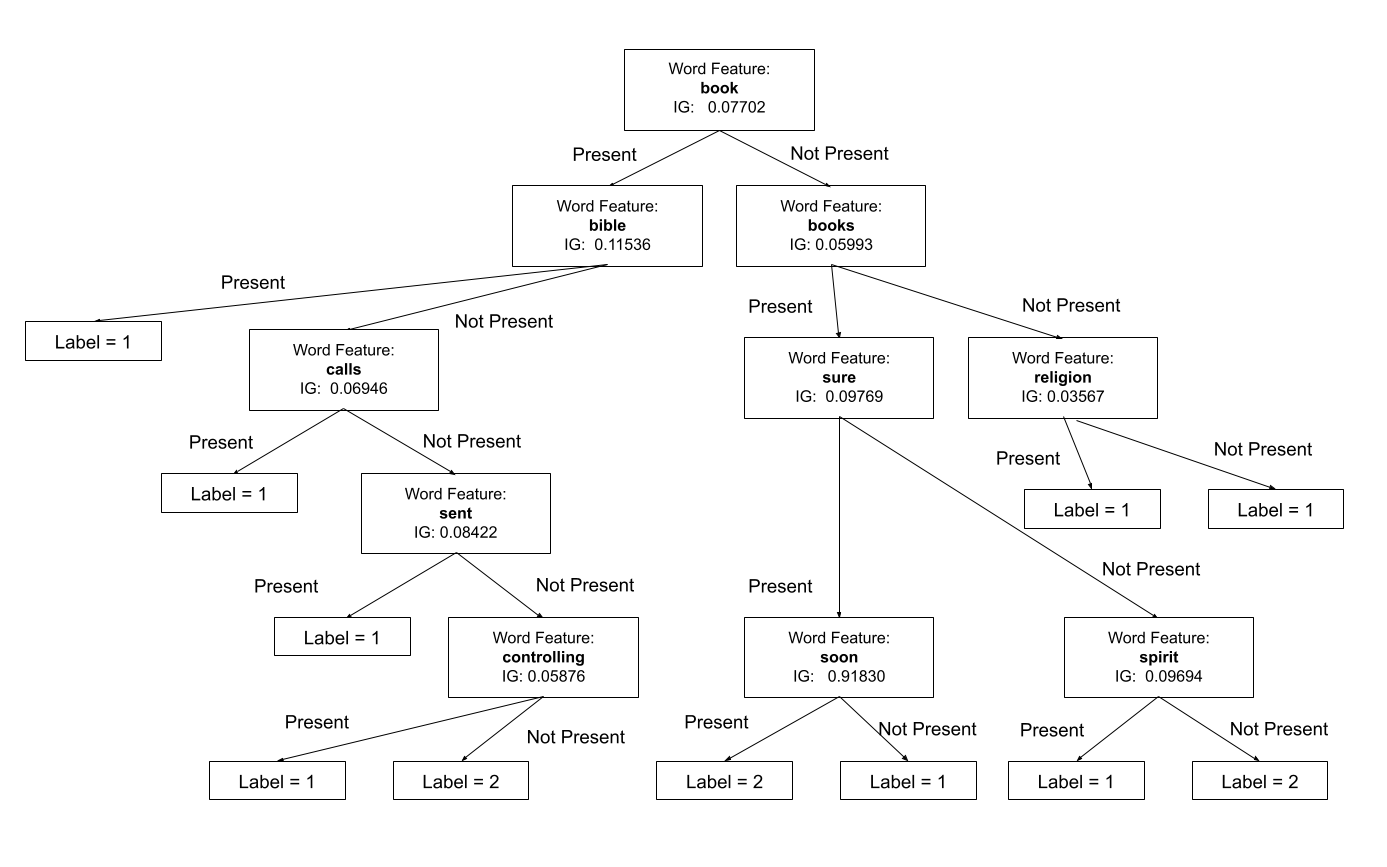 Word Feature:
book
IG: 0.07702
Present
Not Present
Word Feature:
bible
IG: 0.11536
Word Feature:
books
IG: 0.05993
Present
Not Present
Present
Not Present
Label = 1
Word Feature:
calls
IG: 0.06946
Word Feature:
sure
IG: 0.09769
Word Feature:
religion
IG: 0.03567
Present
Not Present
Present
Not Present
Label = 1
Word Feature:
sent
IG: 0.08422
Label = 1
Label = 1
Present
Not Present
Present
Not Present
Label = 1
Word Feature:
controlling
IG: 0.05876
Word Feature:
soon
IG: 0.91830
Word Feature:
spirit
IG: 0.09694
Present
Not Present
Present
Not Present
Present
Not Present
Label = 1
Label = 2
Label = 2
Label = 1
Label = 1
Label = 2